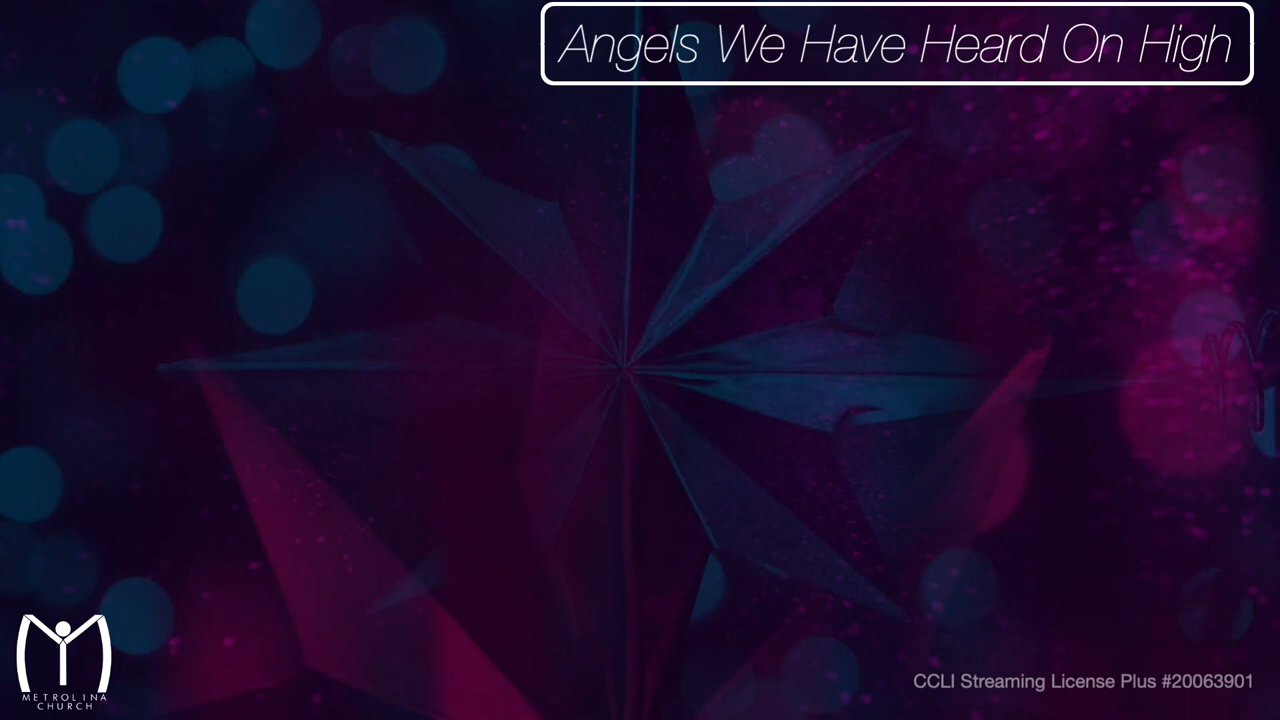 Angels We Have Heard On High
CCLI Streaming License Plus #20063901
METROLINA
CHURCH